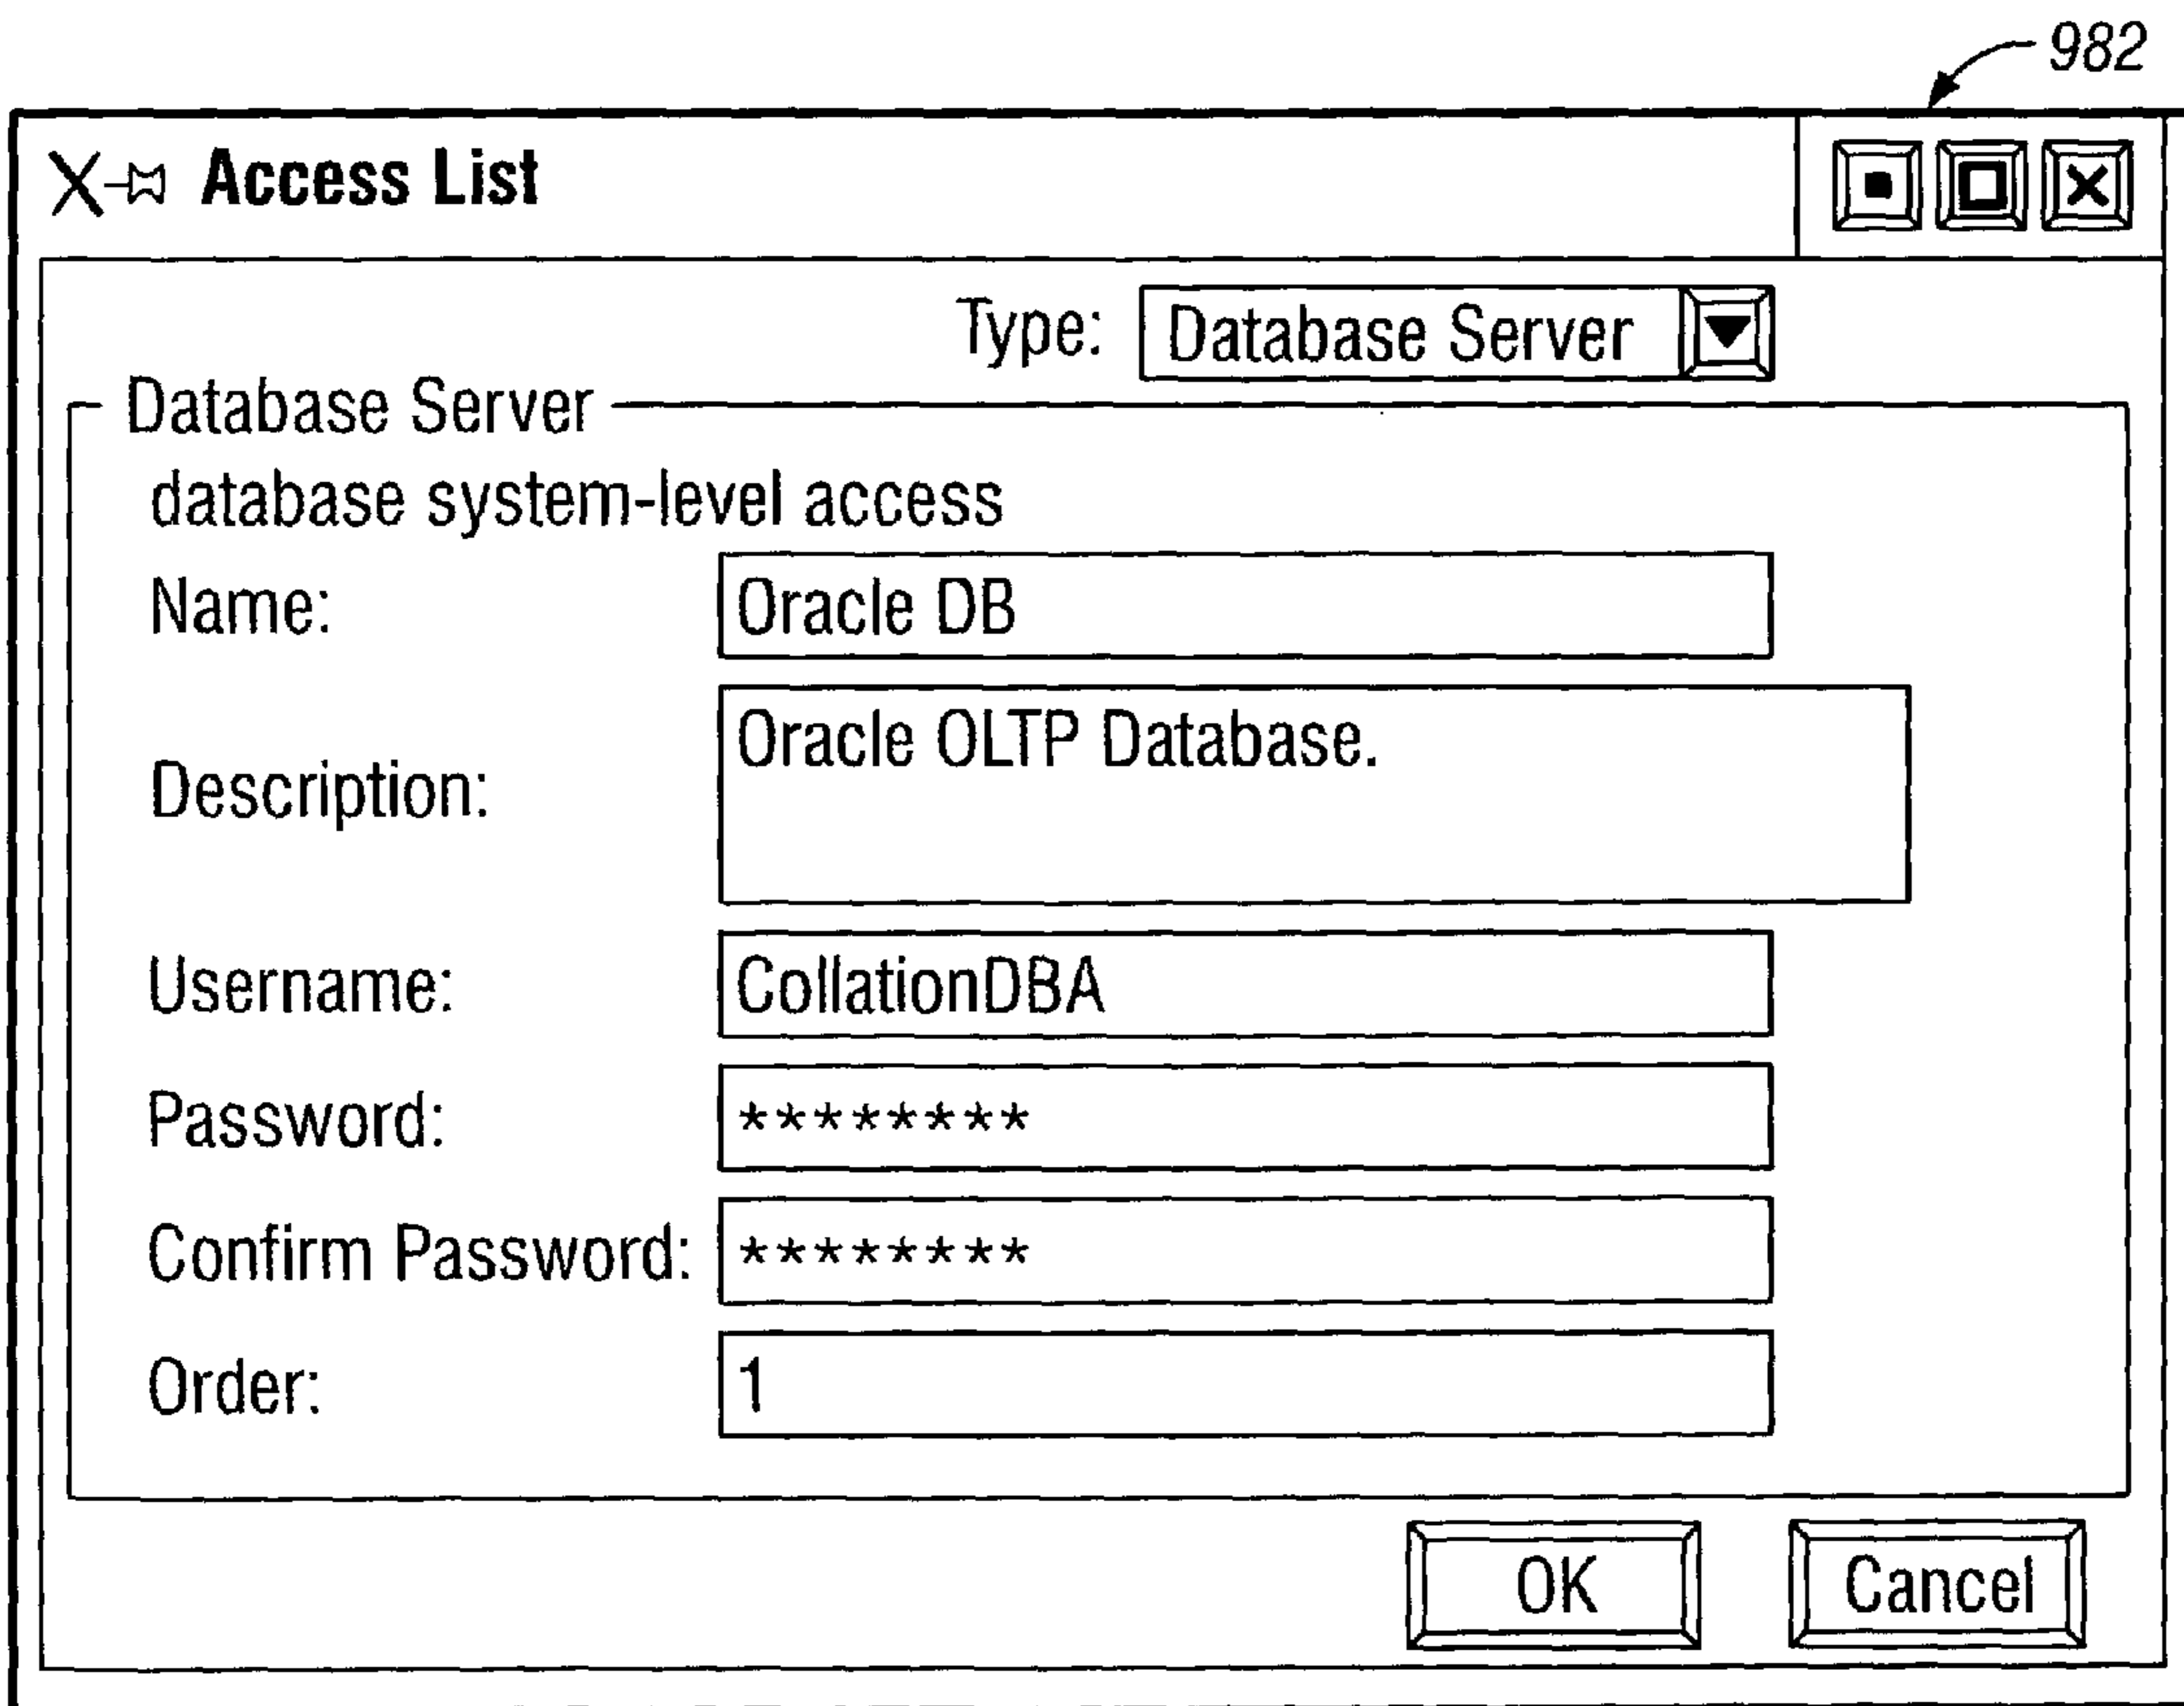 982
Access List
Type: Database Server
Database Server
database system-level access
Name: Oracle DB
Description: Oracle OLTP Database.
Username: CollationDBA
Password: ********
Confirm Password: ********
Order: 1
OK Cancel